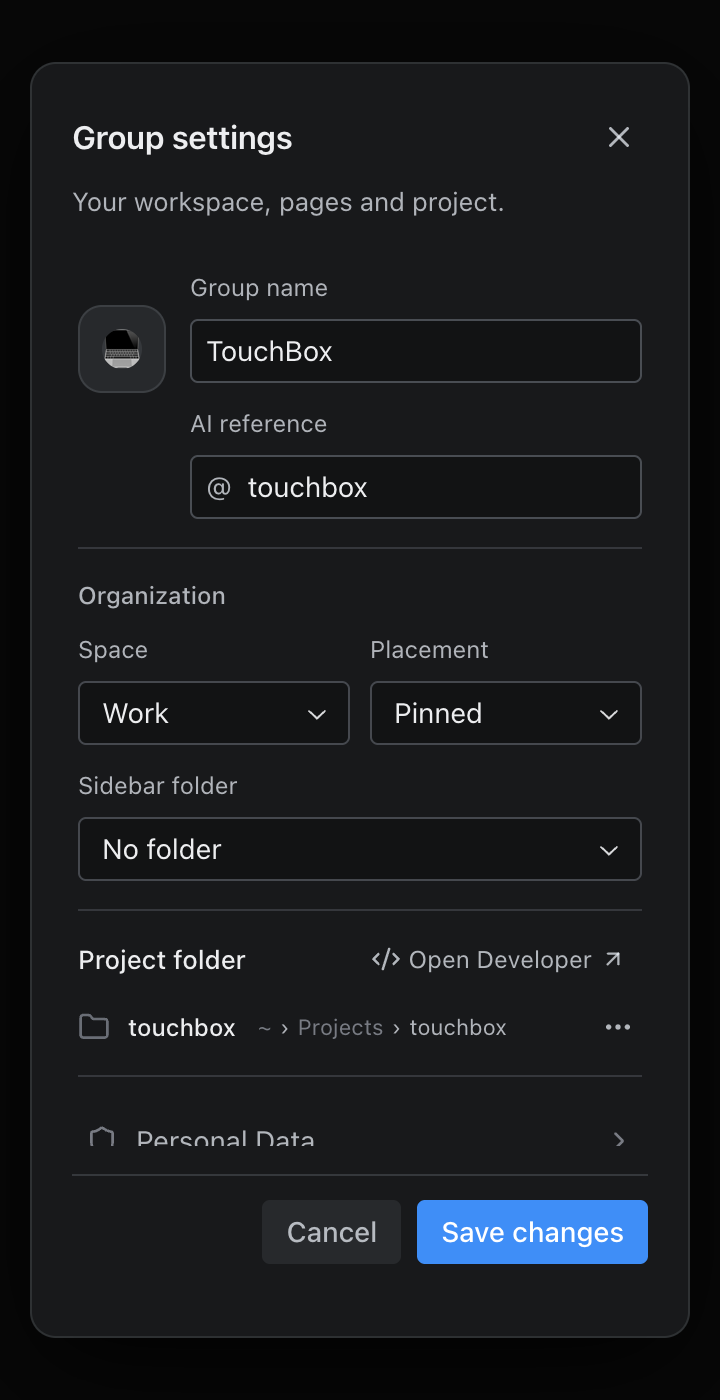 Group settings
Your workspace, pages and project.
Group name
TouchBox
AI reference
@ touchbox
Organization
Space
Placement
Work
Pinned
Sidebar folder
No folder
Project folder
</> Open Developer ↗
touchbox ~ › Projects › touchbox
Personal Data
Cancel
Save changes